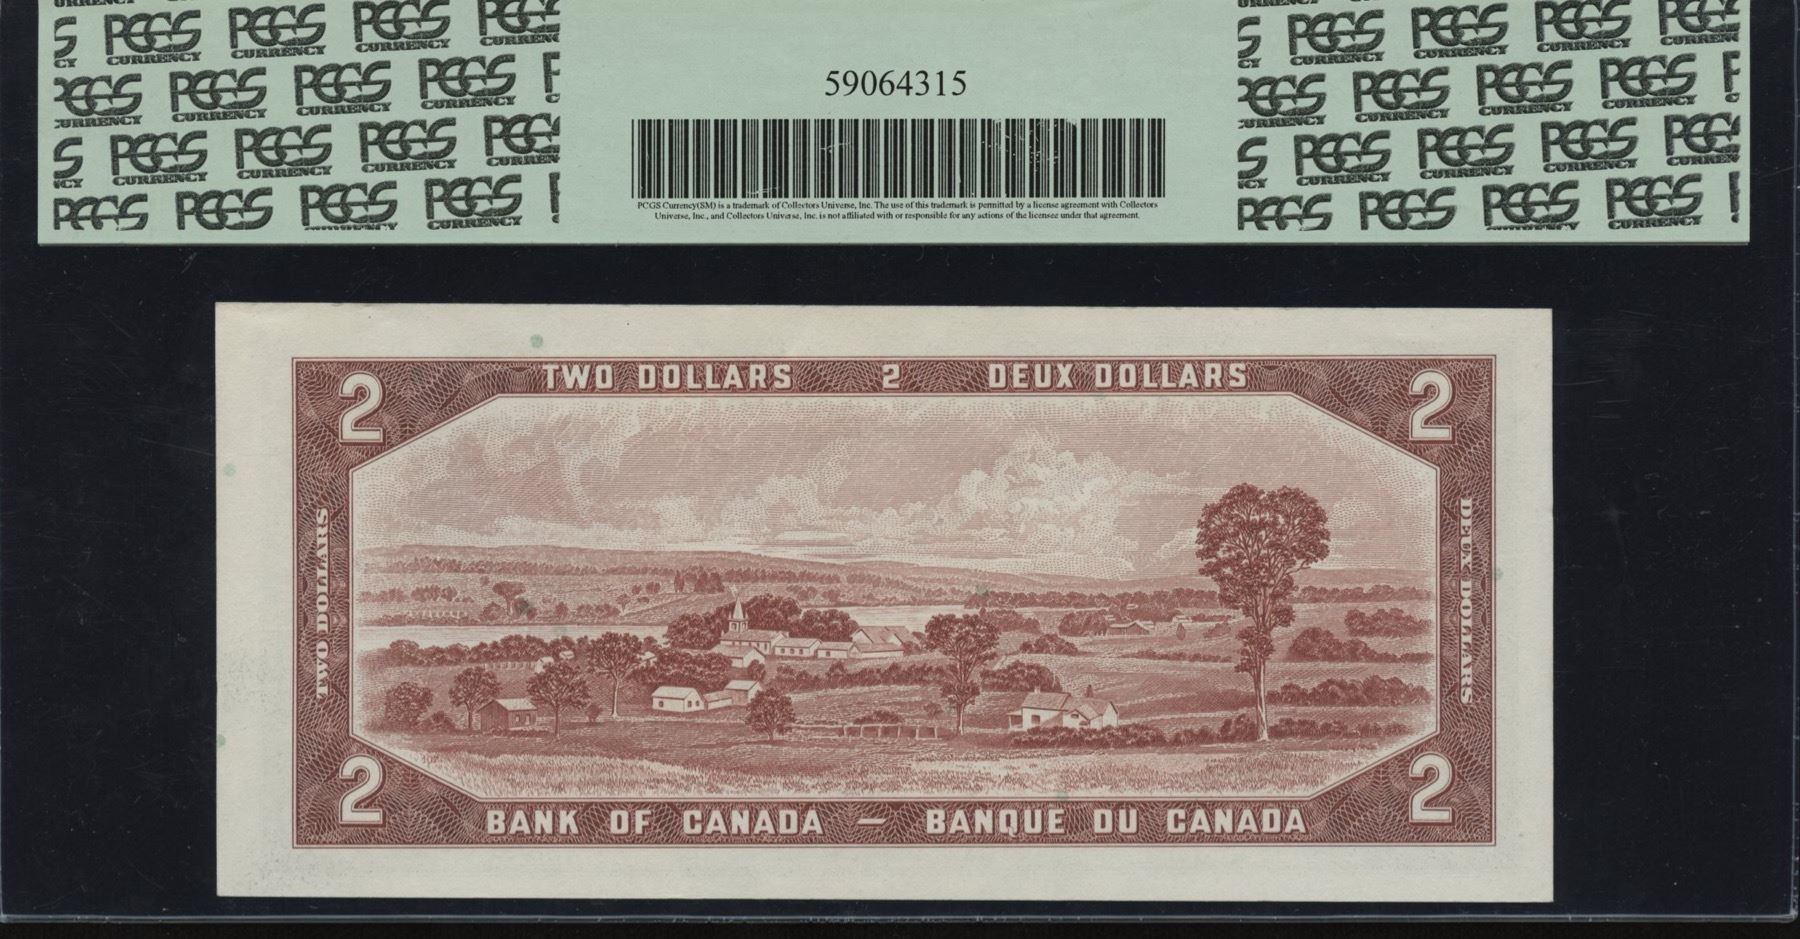 PCGS CURRENCY
59064315
PCGS Currency(SM) is a trademark of Collectors Universe, Inc. The use of this trademark is permitted by a license agreement with Collectors
Universe, Inc., and Collectors Universe, Inc. is not affiliated with or responsible for any actions of the licensee under that agreement.
TWO DOLLARS 2 DEUX DOLLARS
2 2
TWO DOLLARS
DEUX DOLLARS
2 2
BANK OF CANADA – BANQUE DU CANADA